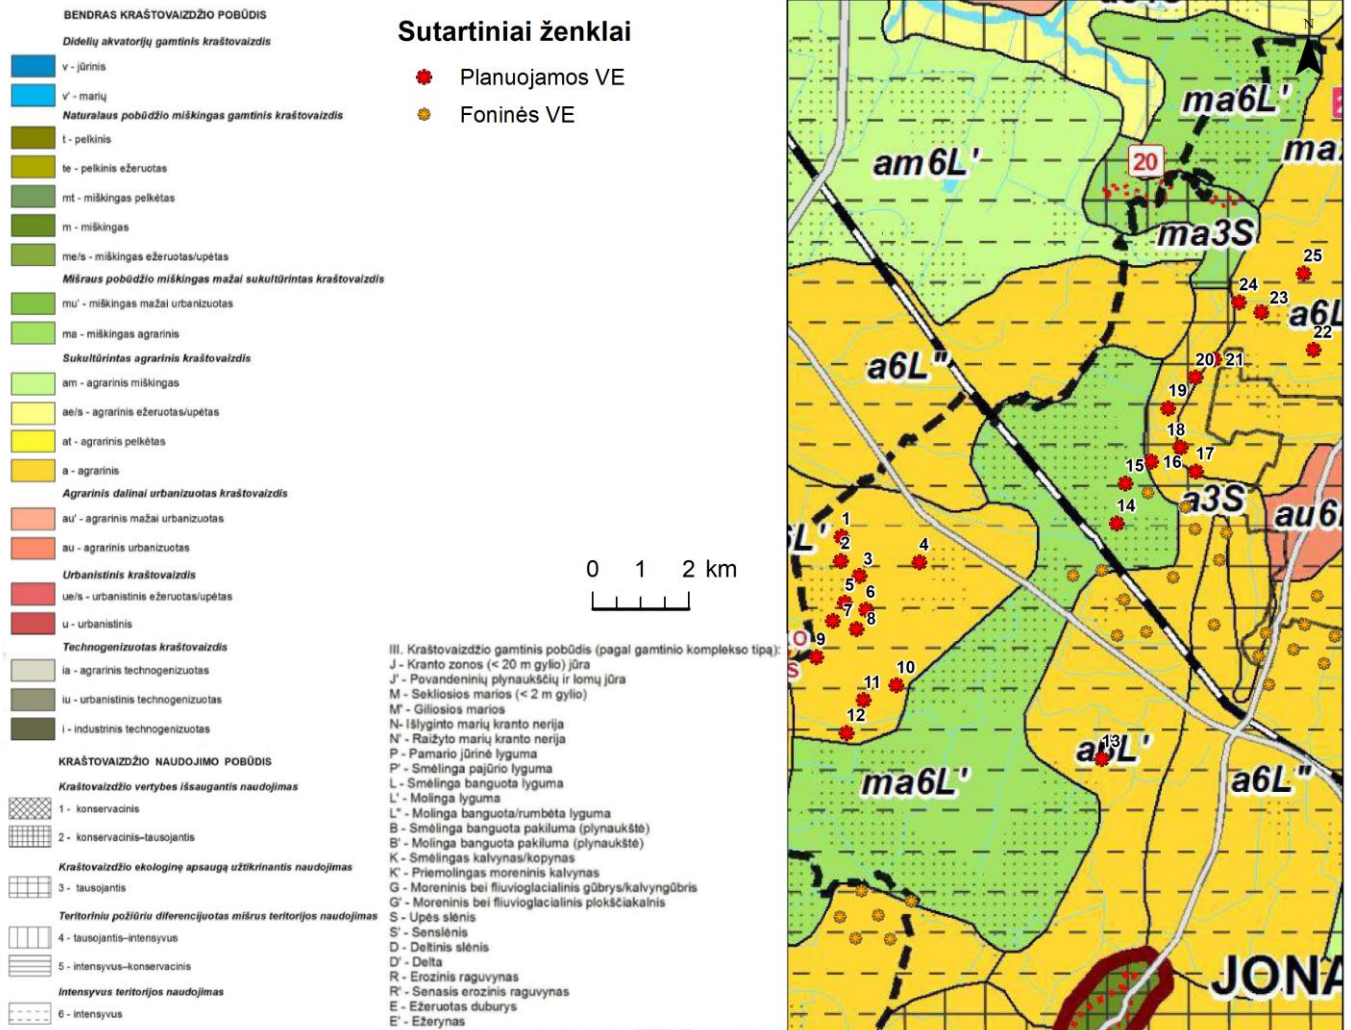 BENDRAS KRAŠTOVAIZDŽIO POBŪDIS
Didelių akvatorijų gamtinis kraštovaizdis
v - jūrinis
v' - marių
Naturalaus pobūdžio miškingas gamtinis kraštovaizdis
t - pelkinis
te - pelkinis ežeruotas
mt - miškingas pelkėtas
m - miškingas
me/s - miškingas ežeruotas/upėtas
Mišraus pobūdžio miškingas mažai sukultūrintas kraštovaizdis
mu' - miškingas mažai urbanizuotas
ma - miškingas agrarinis
Sukultūrintas agrarinis kraštovaizdis
am - agrarinis miškingas
ae/s - agrarinis ežeruotas/upėtas
at - agrarinis pelkėtas
a - agrarinis
Agrarinis dalinai urbanizuotas kraštovaizdis
au' - agrarinis mažai urbanizuotas
au - agrarinis urbanizuotas
Urbanistinis kraštovaizdis
ue/s - urbanistinis ežeruotas/upėtas
u - urbanistinis
Technogenizuotas kraštovaizdis
ia - agrarinis technogenizuotas
iu - urbanistinis technogenizuotas
i - industrinis technogenizuotas
KRAŠTOVAIZDŽIO NAUDOJIMO POBŪDIS
Kraštovaizdžio vertybes išsaugantis naudojimas
1 - konservacinis
2 - konservacinis–tausojantis
Kraštovaizdžio ekologinę apsaugą užtikrinantis naudojimas
3 - tausojantis
Teritoriniu požiūriu diferencijuotas mišrus teritorijos naudojimas
4 - tausojantis–intensyvus
5 - intensyvus–konservacinis
Intensyvus teritorijos naudojimas
6 - intensyvus
Sutartiniai ženklai
Planuojamos VE
Foninės VE
0 1 2 km
III. Kraštovaizdžio gamtinis pobūdis (pagal gamtinio komplekso tipą):
J - Kranto zonos (< 20 m gylio) jūra
J' - Povandeninių plynaukščių ir lomų jūra
M - Sekliosios marios (< 2 m gylio)
M' - Giliosios marios
N- Išlyginto marių kranto nerija
N' - Raižyto marių kranto nerija
P - Pamario jūrinė lyguma
P' - Smėlinga pajūrio lyguma
L - Smėlinga banguota lyguma
L' - Molinga lyguma
L" - Molinga banguota/rumbėta lyguma
B - Smėlinga banguota pakiluma (plynaukštė)
B' - Molinga banguota pakiluma (plynaukštė)
K - Smėlingas kalvynas/kopynas
K' - Priemolingas moreninis kalvynas
G - Moreninis bei fliuvioglacialinis gūbrys/kalvyngūbris
G' - Moreninis bei fliuvioglacialinis plokščiakalnis
S - Upės slėnis
S' - Senslėnis
D - Deltinis slėnis
D' - Delta
R - Erozinis raguvynas
R' - Senasis erozinis raguvynas
E - Ežeruotas duburys
E' - Ežerynas
N
ma6L'
am6L'
20
ma
ma3S
25
24
23
a6L
22
a6L"
20 21
19
18
15 16 17
a3S
au6
14
1
L'
2
3
4
5
6
7
8
9
O
S
10
11
12
13
a6L'
ma6L'
a6L"
JONA